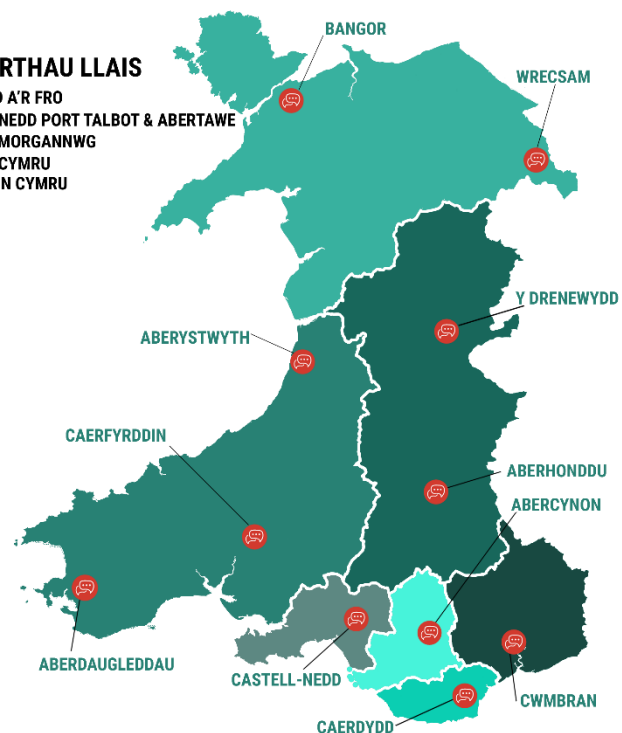 BANGOR
RTHAU LLAIS
WRECSAM
A'R FRO
NEDD PORT TALBOT & ABERTAWE
MORGANNWG
CYMRU
N CYMRU
Y DRENEWYDD
ABERYSTWYTH
CAERFYRDDIN
ABERHONDDU
ABERCYNON
ABERDAUGLEDDAU
CASTELL-NEDD
CWMBRAN
CAERDYDD